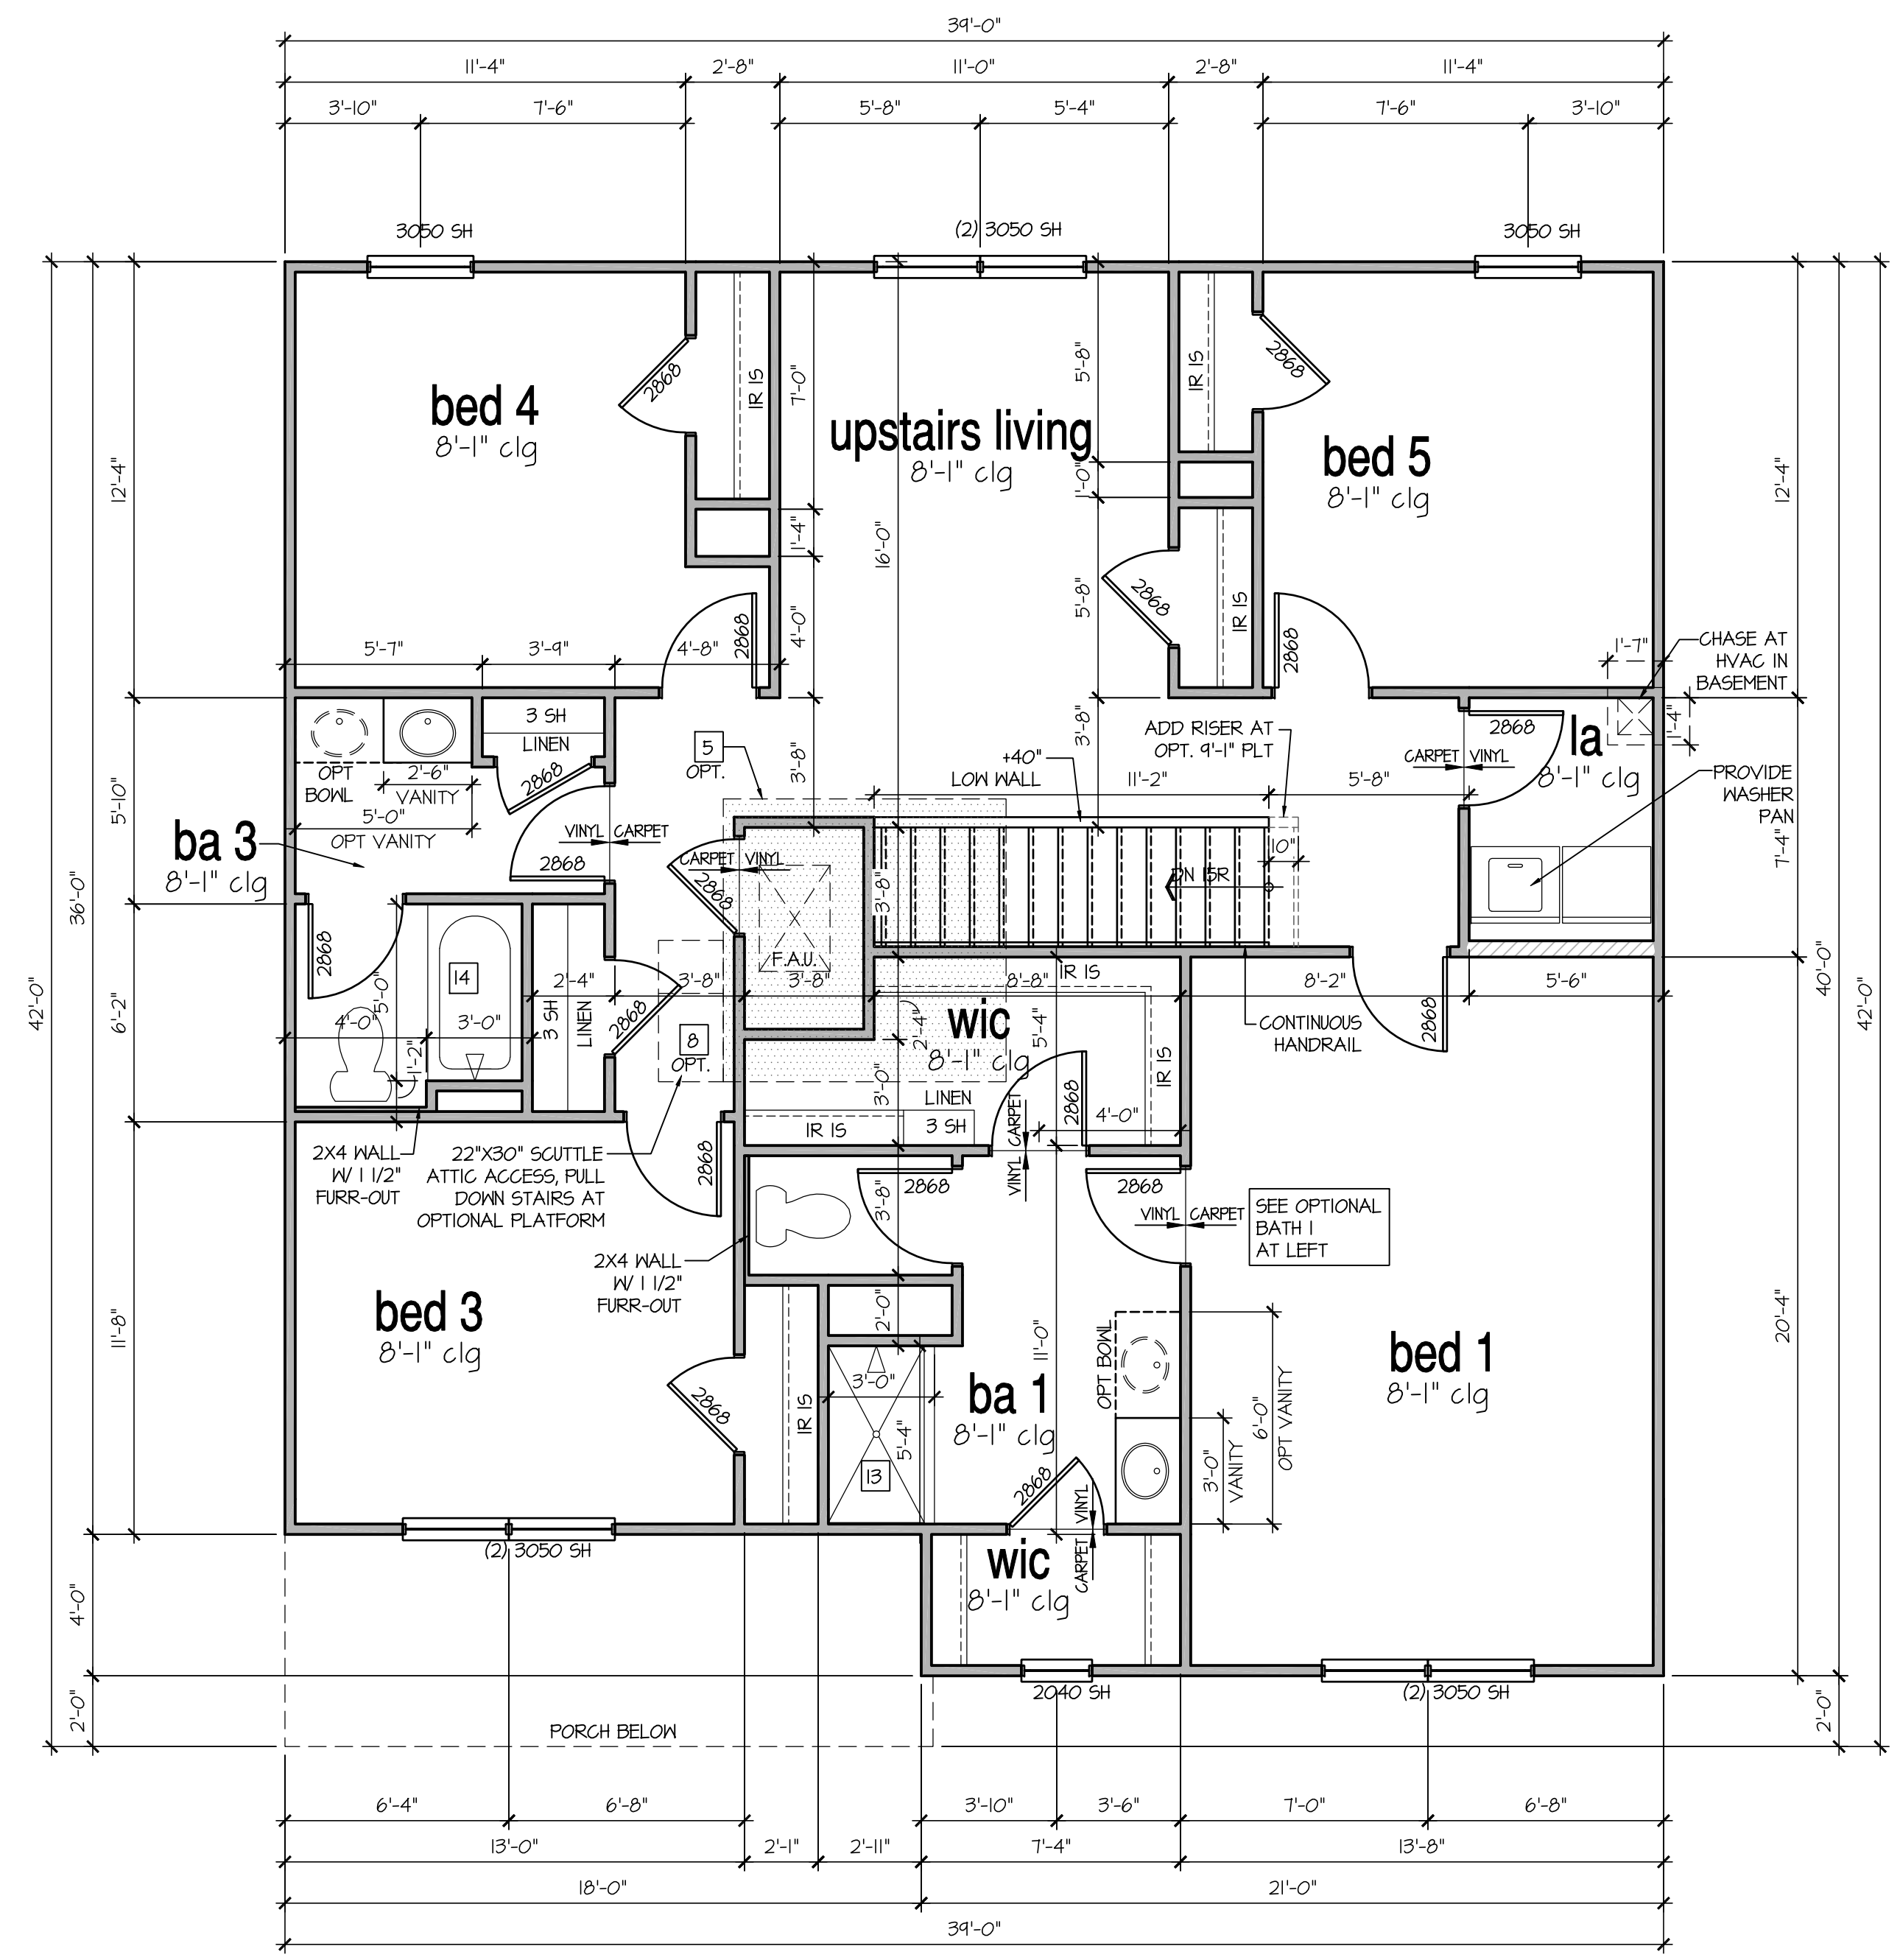 39'-0"
11'-4"
2'-8"
11'-0"
2'-8"
11'-4"
3'-10"
7'-6"
5'-8"
5'-4"
7'-6"
3'-10"
3050 SH
(2) 3050 SH
3050 SH
bed 4
8'-1" clg
2868
1R 1S
7'-0"
upstairs living
8'-1" clg
5'-8"
1R 1S
2868
bed 5
8'-1" clg
12'-4"
12'-4"
1'-4"
16'-0"
1'-0"
5'-8"
2868
1R 1S
4'-0"
5'-7"
3'-9"
4'-8"
2868
2868
1'-7"
CHASE AT
HVAC IN
BASEMENT
1'-4"
3 SH
LINEN
2868
OPT
BOWL
2'-6"
VANITY
5'-0"
OPT VANITY
5
OPT.
3'-8"
3'-8"
ADD RISER AT
OPT. 9'-1" PLT
+40"
LOW WALL
11'-2"
5'-8"
2868
la
8'-1" clg
CARPET
VINYL
PROVIDE
WASHER
PAN
5'-10"
7'-4"
ba 3
8'-1" clg
VINYL
CARPET
2868
CARPET
VINYL
2868
F.A.U.
3'-8"
10"
DN 15R
36'-0"
42'-0"
40'-0"
42'-0"
2868
14
5'-0"
2'-4"
3'-8"
3'-8"
8'-8"
1R 1S
8'-2"
5'-6"
6'-2"
4'-0"
3'-0"
1'-2"
3 SH
LINEN
2868
8
OPT.
2'-4"
wic
8'-1" clg
5'-4"
1R 1S
CONTINUOUS
HANDRAIL
2868
3'-0"
LINEN
3 SH
1R 1S
2868
4'-0"
VINYL
CARPET
2X4 WALL
W/ 1 1/2"
FURR-OUT
22"X30" SCUTTLE
ATTIC ACCESS, PULL
DOWN STAIRS AT
OPTIONAL PLATFORM
2868
2868
3'-8"
2868
VINYL
CARPET
SEE OPTIONAL
BATH 1
AT LEFT
2X4 WALL
W/ 1 1/2"
FURR-OUT
11'-8"
20'-4"
bed 3
8'-1" clg
2'-0"
11'-0"
OPT BOWL
6'-0"
OPT VANITY
bed 1
8'-1" clg
2868
1R 1S
3'-0"
5'-4"
13
ba 1
8'-1" clg
3'-0"
VANITY
2868
VINYL
CARPET
(2) 3050 SH
wic
8'-1" clg
4'-0"
2'-0"
2040 SH
(2) 3050 SH
2'-0"
PORCH BELOW
6'-4"
6'-8"
3'-10"
3'-6"
7'-0"
6'-8"
13'-0"
2'-1"
2'-11"
7'-4"
13'-8"
18'-0"
21'-0"
39'-0"